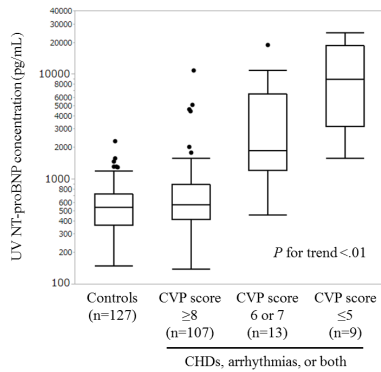 UV NT-proBNP concentration(pg/mL)
40000
30000
20000
10000
8000
6000
5000
4000
3000
2000
1000
800
600
500
400
300
200
100
P for trend <.01
Controls
(n=127)
CVP score
≥8
(n=107)
CVP score
6 or 7
(n=13)
CVP score
≤5
(n=9)
CHDs, arrhythmias, or both